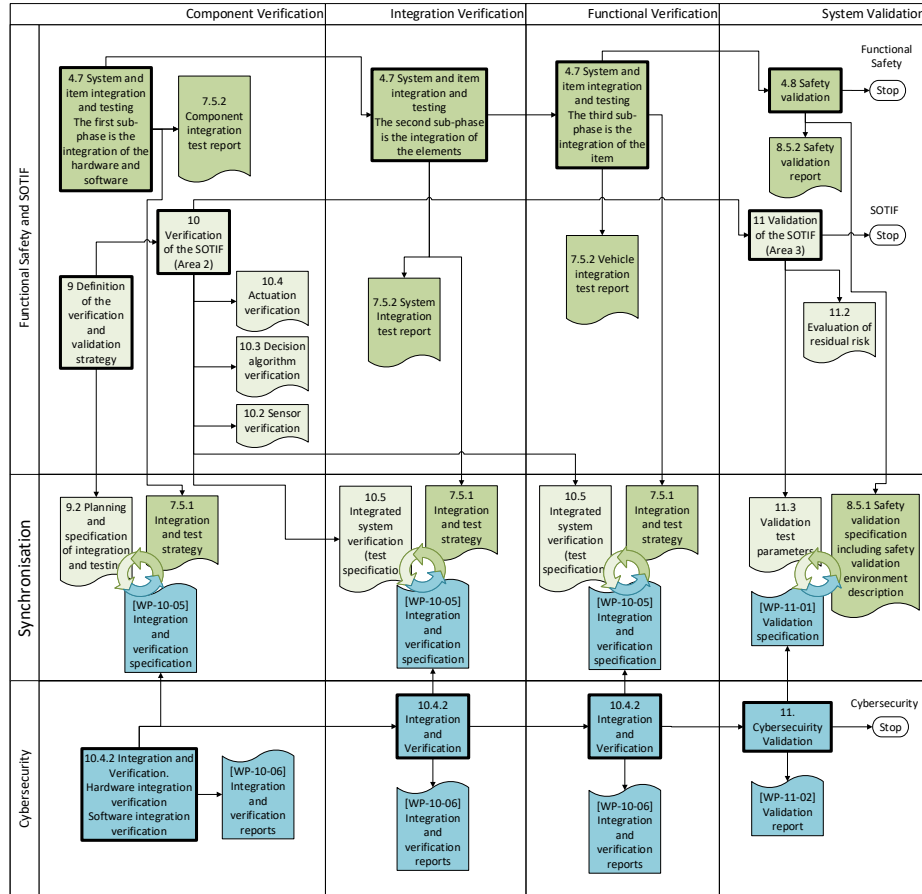 Component Verification
Integration Verification
Functional Verification
System Validation
Functional Safety and SOTIF
4.7 System and
item integration
and testing
The first sub-
phase is the
integration of the
hardware and
software
7.5.2
Component
integration
test report
4.7 System and item
integration and
testing
The second sub-phase
is the integration of
the elements
4.7 System and
item integration
and testing
The third sub-
phase is the
integration of the
item
4.8 Safety
validation
Functional
Safety
Stop
8.5.2 Safety
validation
report
10
Verification
of the SOTIF
(Area 2)
11 Validation
of the SOTIF
(Area 3)
SOTIF
Stop
9 Definition of
the verification
and
validation
strategy
10.4
Actuation
verification
10.3 Decision
algorithm
verification
10.2 Sensor
verification
7.5.2 System
Integration
test report
7.5.2 Vehicle
integration
test report
11.2
Evaluation of
residual risk
Synchronisation
9.2 Planning
and
specification
of integration
and testing
7.5.1
Integration
and test
strategy
[WP-10-05]
Integration
and
verification
specification
10.5
Integrated
system
verification
(test
specification
7.5.1
Integration
and test
strategy
[WP-10-05]
Integration
and
verification
specification
10.5
Integrated
system
verification
(test
specification
7.5.1
Integration
and test
strategy
[WP-10-05]
Integration
and
verification
specification
11.3
Validation
test
parameters
8.5.1 Safety
validation
specification
including safety
validation
environment
description
[WP-11-01]
Validation
specification
Cybersecurity
10.4.2 Integration and
Verification.
Hardware integration
verification
Software integration
verification
[WP-10-06]
Integration
and
verification
reports
10.4.2
Integration
and
Verification
[WP-10-06]
Integration
and
verification
reports
10.4.2
Integration
and
Verification
[WP-10-06]
Integration
and
verification
reports
11.
Cybersecuirity
Validation
Cybersecurity
Stop
[WP-11-02]
Validation
report